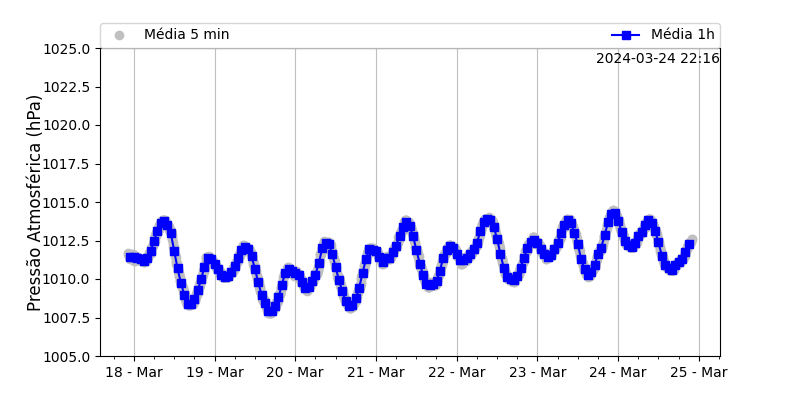 Média 5 min
Média 1h
2024-03-24 22:16
Pressão Atmosférica (hPa)
1025.0
1022.5
1020.0
1017.5
1015.0
1012.5
1010.0
1007.5
1005.0
18 - Mar
19 - Mar
20 - Mar
21 - Mar
22 - Mar
23 - Mar
24 - Mar
25 - Mar